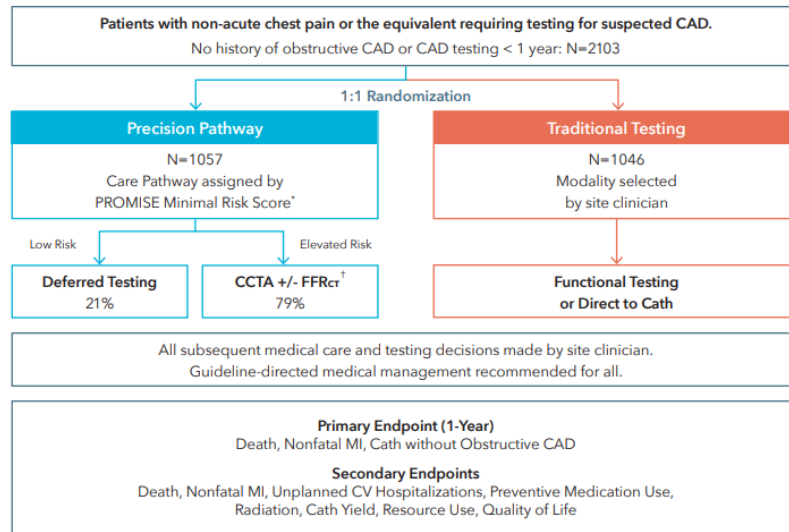 Patients with non-acute chest pain or the equivalent requiring testing for suspected CAD.
No history of obstructive CAD or CAD testing < 1 year: N=2103
1:1 Randomization
Precision Pathway
N=1057
Care Pathway assigned by
PROMISE Minimal Risk Score*
Low Risk
Elevated Risk
Deferred Testing
21%
CCTA +/- FFRCT†
79%
Traditional Testing
N=1046
Modality selected
by site clinician
Functional Testing
or Direct to Cath
All subsequent medical care and testing decisions made by site clinician.
Guideline-directed medical management recommended for all.
Primary Endpoint (1-Year)
Death, Nonfatal MI, Cath without Obstructive CAD
Secondary Endpoints
Death, Nonfatal MI, Unplanned CV Hospitalizations, Preventive Medication Use,
Radiation, Cath Yield, Resource Use, Quality of Life